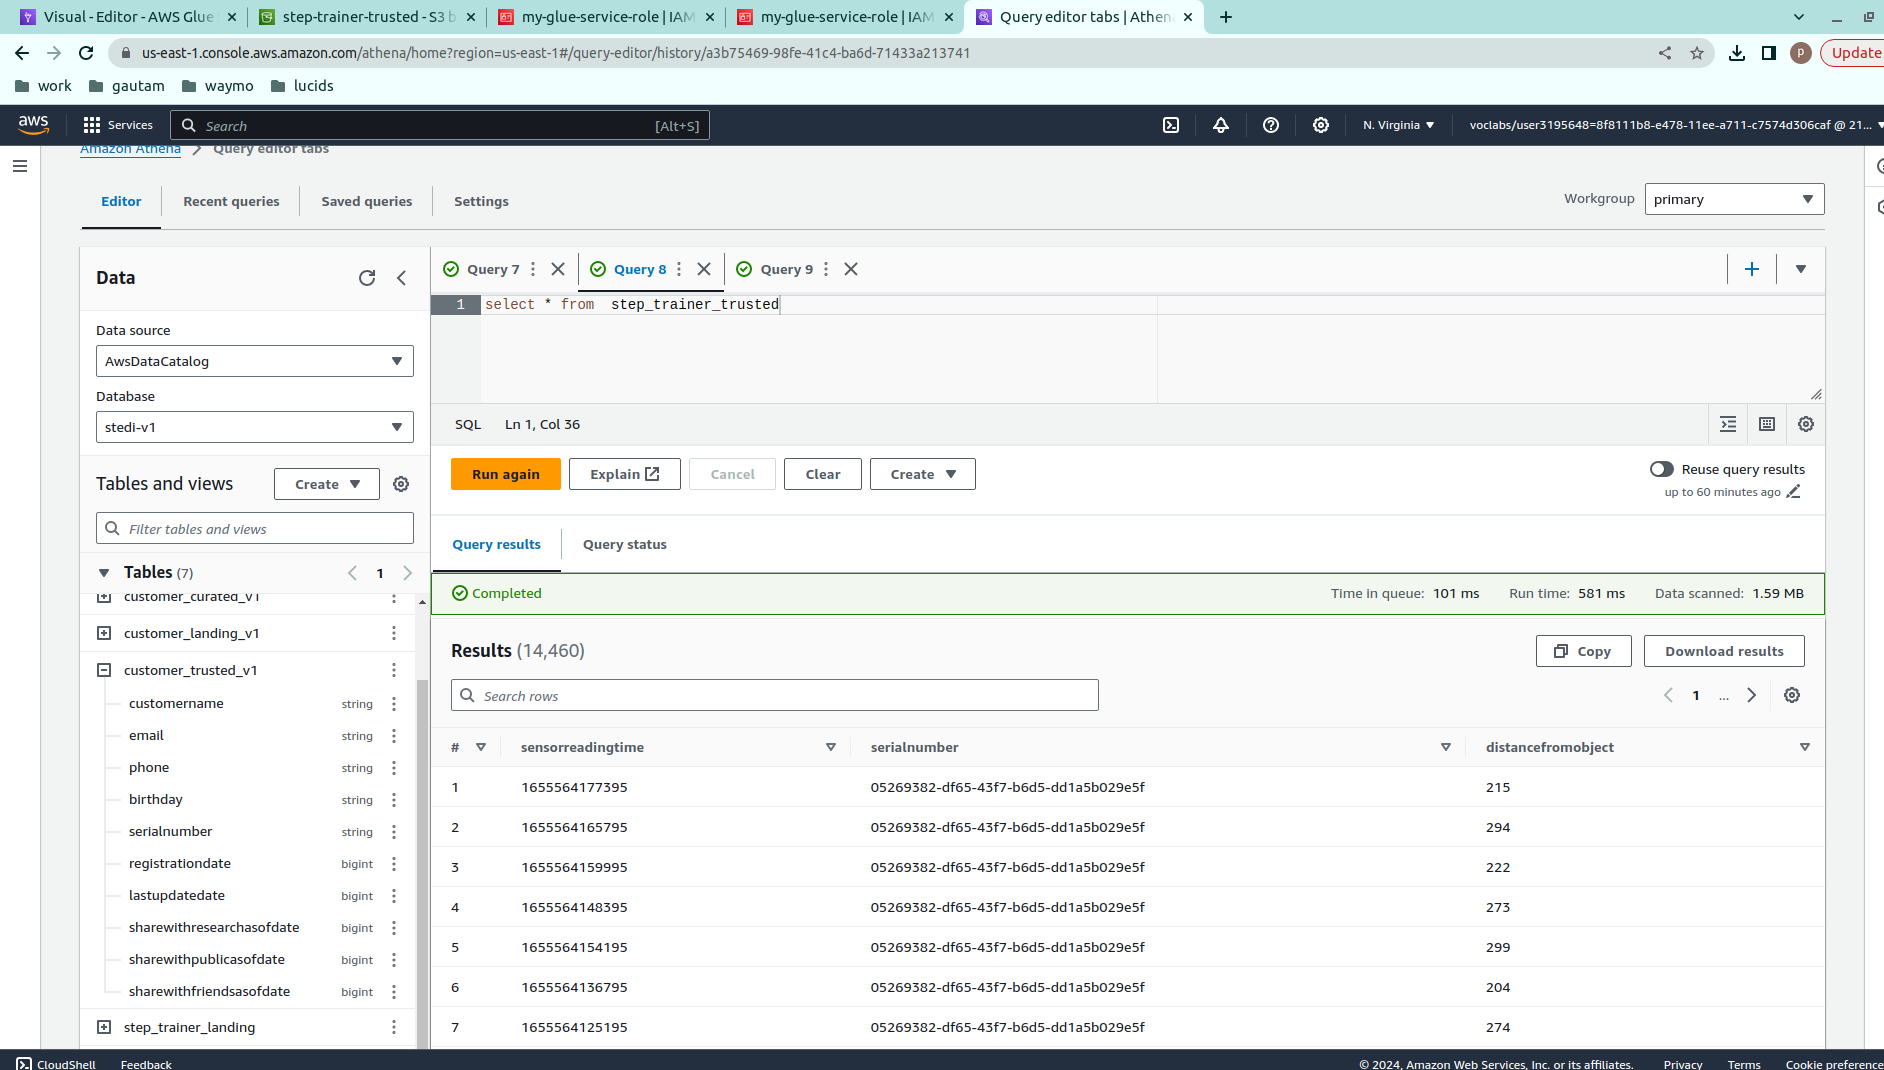 Visual - Editor - AWS Glue
step-trainer-trusted - S3 b
my-glue-service-role | IAM
my-glue-service-role | IAM
Query editor tabs | Athen
us-east-1.console.aws.amazon.com/athena/home?region=us-east-1#/query-editor/history/a3b75469-98fe-41c4-ba6d-71433a213741
p
Update
work
gautam
waymo
lucids
aws
Services
Search
[Alt+S]
N. Virginia
voclabs/user3195648=8f8111b8-e478-11ee-a711-c7574d306caf @ 21...
Amazon Athena
Query editor tabs
Editor
Recent queries
Saved queries
Settings
Workgroup
primary
Data
Data source
AwsDataCatalog
Database
stedi-v1
Tables and views
Create
Filter tables and views
Tables (7)
1
customer_curated_v1
customer_landing_v1
customer_trusted_v1
customername string
email string
phone string
birthday string
serialnumber string
registrationdate bigint
lastupdatedate bigint
sharewithresearchasofdate bigint
sharewithpublicasofdate bigint
sharewithfriendsasofdate bigint
step_trainer_landing
Query 7
Query 8
Query 9
1 select * from  step_trainer_trusted
SQL Ln 1, Col 36
Run again
Explain
Cancel
Clear
Create
Reuse query results
up to 60 minutes ago
Query results
Query status
Completed
Time in queue: 101 ms
Run time: 581 ms
Data scanned: 1.59 MB
Results (14,460)
Copy
Download results
Search rows
1 ...
# sensorreadingtime serialnumber distancefromobject
1 1655564177395 05269382-df65-43f7-b6d5-dd1a5b029e5f 215
2 1655564165795 05269382-df65-43f7-b6d5-dd1a5b029e5f 294
3 1655564159995 05269382-df65-43f7-b6d5-dd1a5b029e5f 222
4 1655564148395 05269382-df65-43f7-b6d5-dd1a5b029e5f 273
5 1655564154195 05269382-df65-43f7-b6d5-dd1a5b029e5f 299
6 1655564136795 05269382-df65-43f7-b6d5-dd1a5b029e5f 204
7 1655564125195 05269382-df65-43f7-b6d5-dd1a5b029e5f 274
CloudShell
Feedback
© 2024, Amazon Web Services, Inc. or its affiliates.
Privacy
Terms
Cookie preference